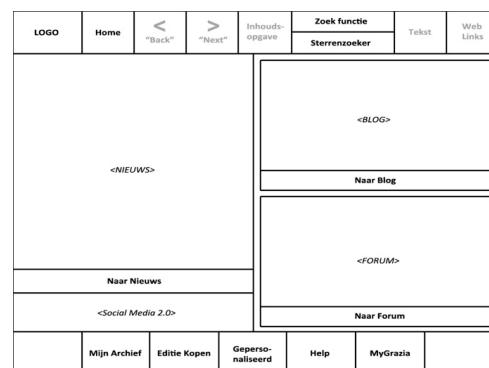 LOGO
Home
<
"Back"
>
"Next"
Inhouds-
opgave
Zoek functie
Sterrenzoeker
Tekst
Web
Links
<NIEUWS>
Naar Nieuws
<Social Media 2.0>
<BLOG>
Naar Blog
<FORUM>
Naar Forum
Mijn Archief
Editie Kopen
Geperso-
naliseerd
Help
MyGrazia